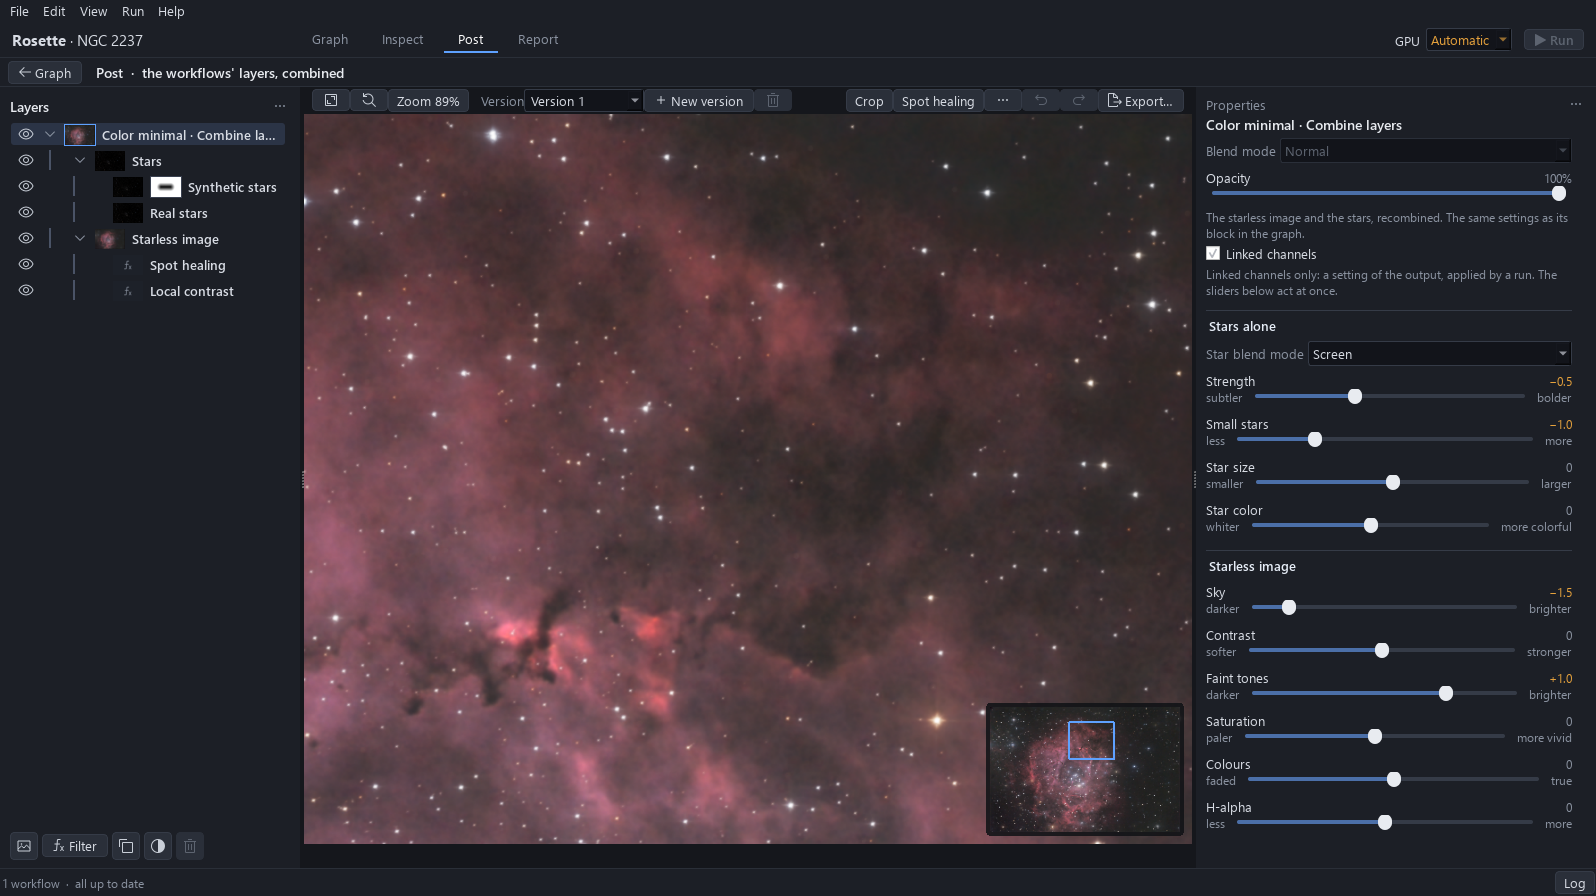 File Edit View Run Help
Rosette · NGC 2237
Graph Inspect Post Report
GPU Automatic Run
Graph
Post · the workflows' layers, combined
Layers
Zoom 89%
Version Version 1
New version
Crop Spot healing
Export...
Color minimal · Combine la...
Stars
Synthetic stars
Real stars
Starless image
fx Spot healing
fx Local contrast
fx Filter
Properties
Color minimal · Combine layers
Blend mode Normal
Opacity 100%
The starless image and the stars, recombined. The same settings as its
block in the graph.
Linked channels
Linked channels only: a setting of the output, applied by a run. The
sliders below act at once.
Stars alone
Star blend mode Screen
Strength −0.5
subtler bolder
Small stars −1.0
less more
Star size 0
smaller larger
Star color 0
whiter more colorful
Starless image
Sky −1.5
darker brighter
Contrast 0
softer stronger
Faint tones +1.0
darker brighter
Saturation 0
paler more vivid
Colours 0
faded true
H-alpha 0
less more
1 workflow · all up to date
Log